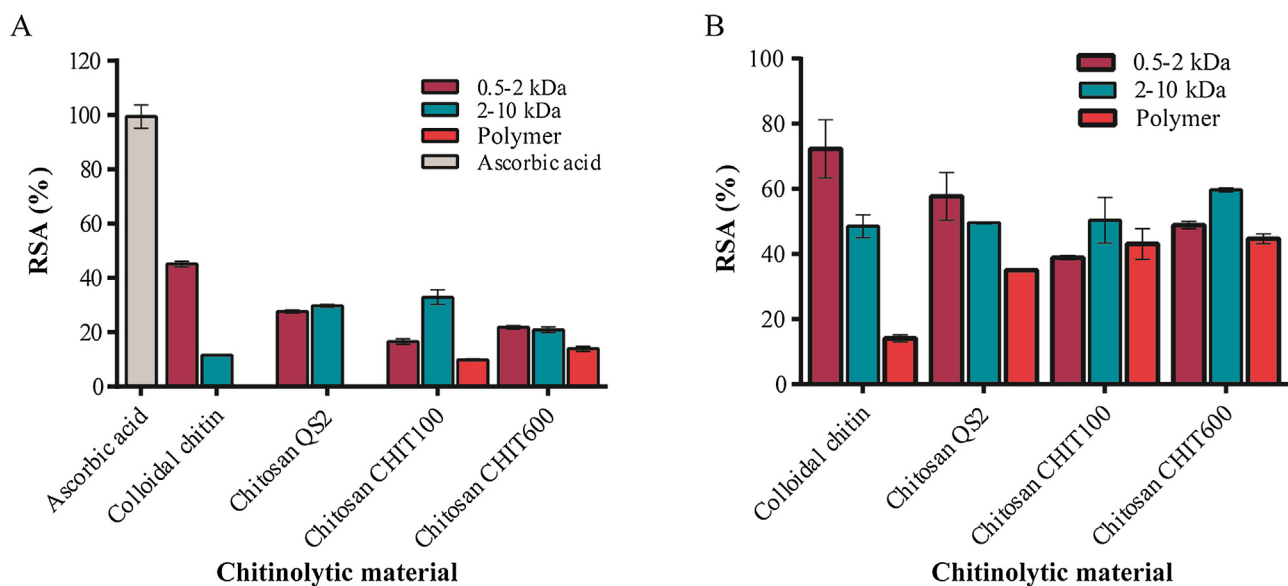 A
RSA (%)
120
100
80
60
40
20
0
0.5-2 kDa
2-10 kDa
Polymer
Ascorbic acid
Ascorbic acid
Colloidal chitin
Chitosan QS2
Chitosan CHIT100
Chitosan CHIT600
Chitinolytic material
B
RSA (%)
100
80
60
40
20
0
0.5-2 kDa
2-10 kDa
Polymer
Colloidal chitin
Chitosan QS2
Chitosan CHIT100
Chitosan CHIT600
Chitinolytic material